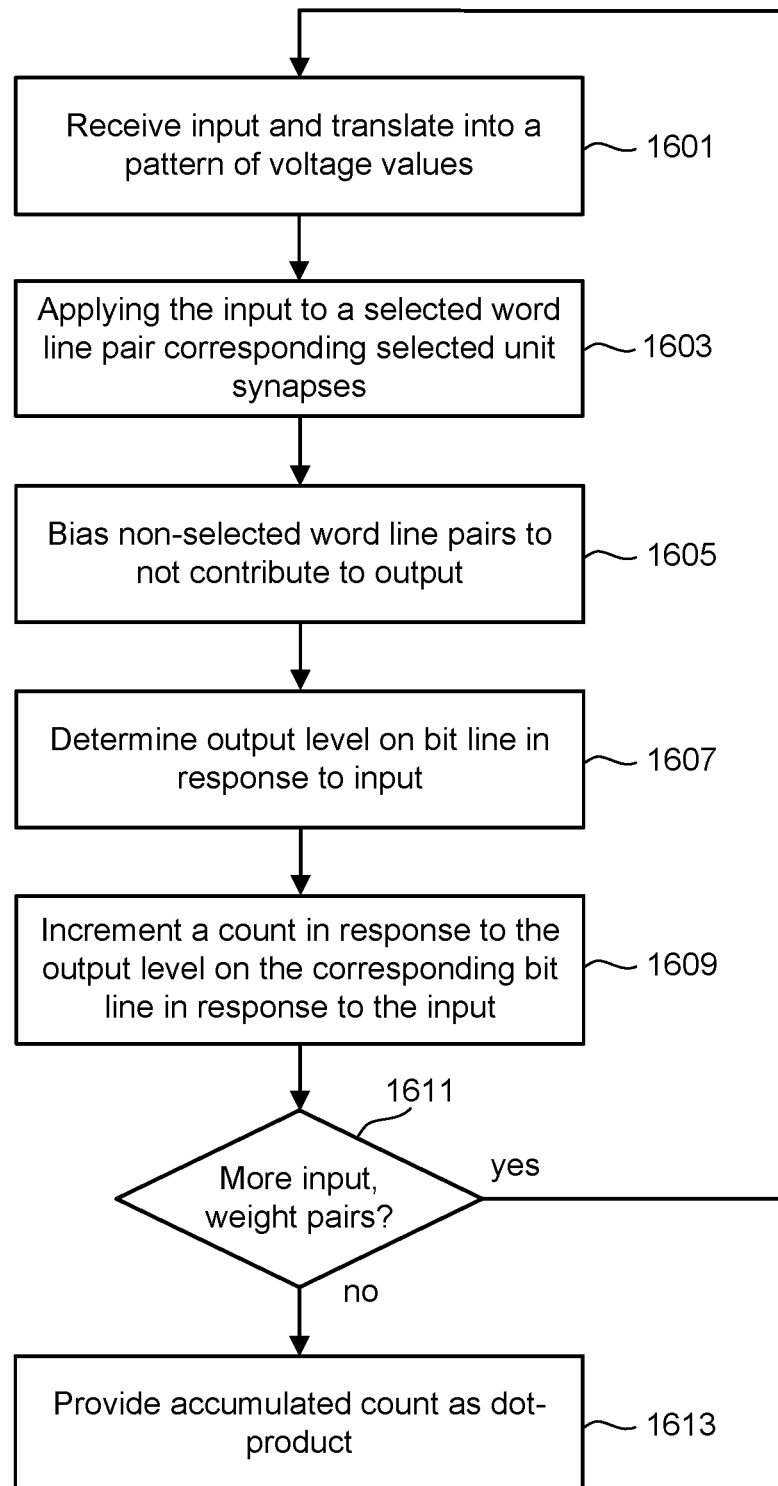 Receive input and translate into a
pattern of voltage values
1601
Applying the input to a selected word
line pair corresponding selected unit
synapses
1603
Bias non-selected word line pairs to
not contribute to output
1605
Determine output level on bit line in
response to input
1607
Increment a count in response to the
output level on the corresponding bit
line in response to the input
1609
1611
More input,
weight pairs?
yes
no
Provide accumulated count as dot-
product
1613